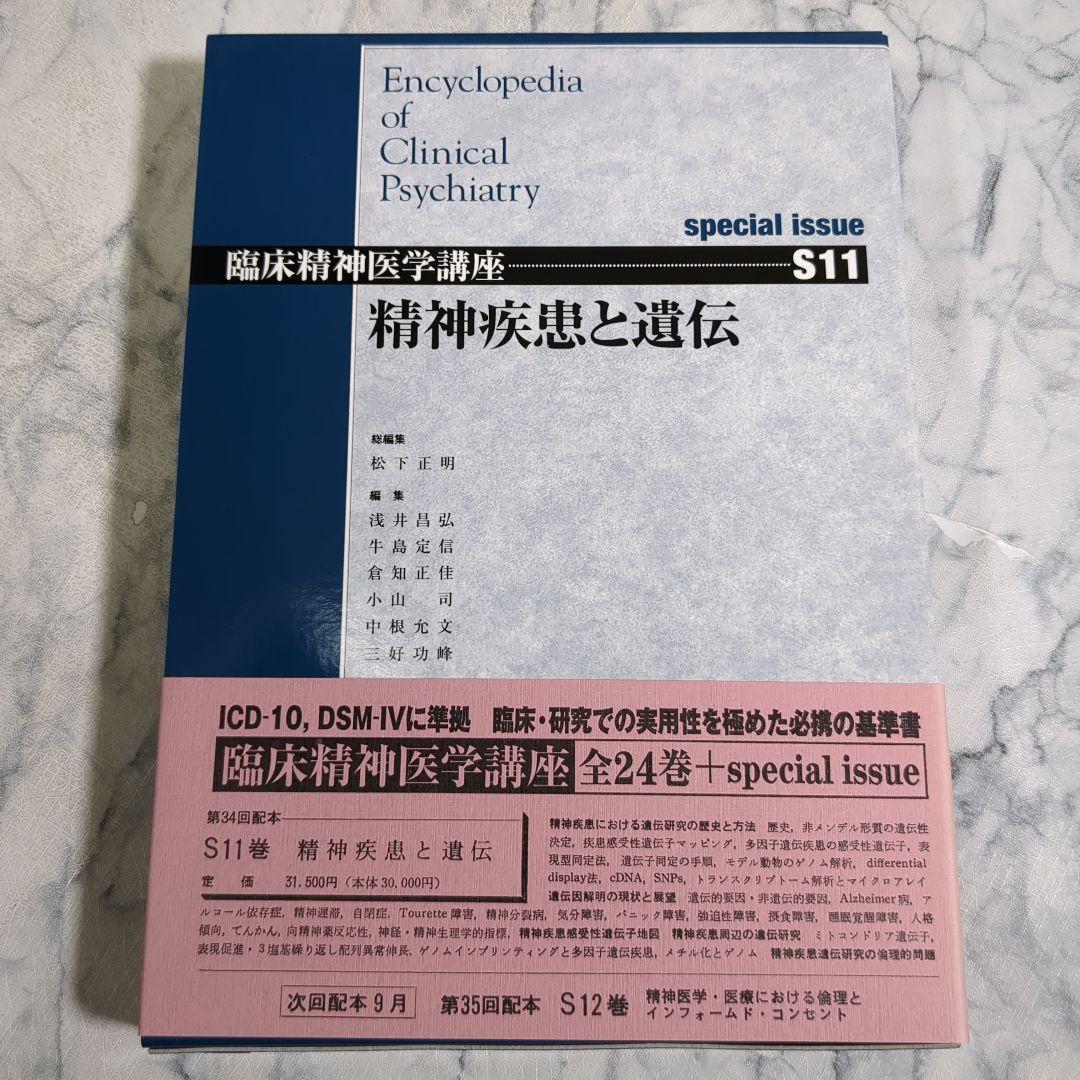 Encyclopedia
of
Clinical
Psychiatry
special issue
臨床精神医学講座 S11
精神疾患と遺伝
総編集
松下正明
編集
浅井昌弘
牛島定信
倉知正佳
小山 司
中根允文
三好功峰
ICD-10, DSM-IVに準拠 臨床・研究での実用性を極めた必携の基準書
臨床精神医学講座 全24巻+special issue
第34回配本
S11巻 精神疾患と遺伝
定 価 31,500円(本体30,000円)
精神疾患における遺伝研究の歴史と方法 歴史, 非メンデル形質の遺伝性
決定, 疾患感受性遺伝子マッピング, 多因子遺伝疾患の感受性遺伝子, 表
現型同定法, 遺伝子同定の手順, モデル動物のゲノム解析, differential
display法, cDNA, SNPs, トランスクリプトーム解析とマイクロアレイ
遺伝因解明の現状と展望 遺伝的要因・非遺伝的要因, Alzheimer病, ア
ルコール依存症, 精神遅滞, 自閉症, Tourette障害, 精神分裂病, 気分障害, パニック障害, 強迫性障害, 摂食障害, 睡眠覚醒障害, 人格
傾向, てんかん, 向精神薬反応性, 神経・精神生理学的指標, 精神疾患感受性遺伝子地図 精神疾患周辺の遺伝研究 ミトコンドリア遺伝子,
表現促進・3塩基繰り返し配列異常伸長, ゲノムインプリンティングと多因子遺伝疾患, メチル化とゲノム 精神疾患遺伝研究の倫理的問題
次回配本9月 第35回配本 S12巻 精神医学・医療における倫理と
インフォームド・コンセント